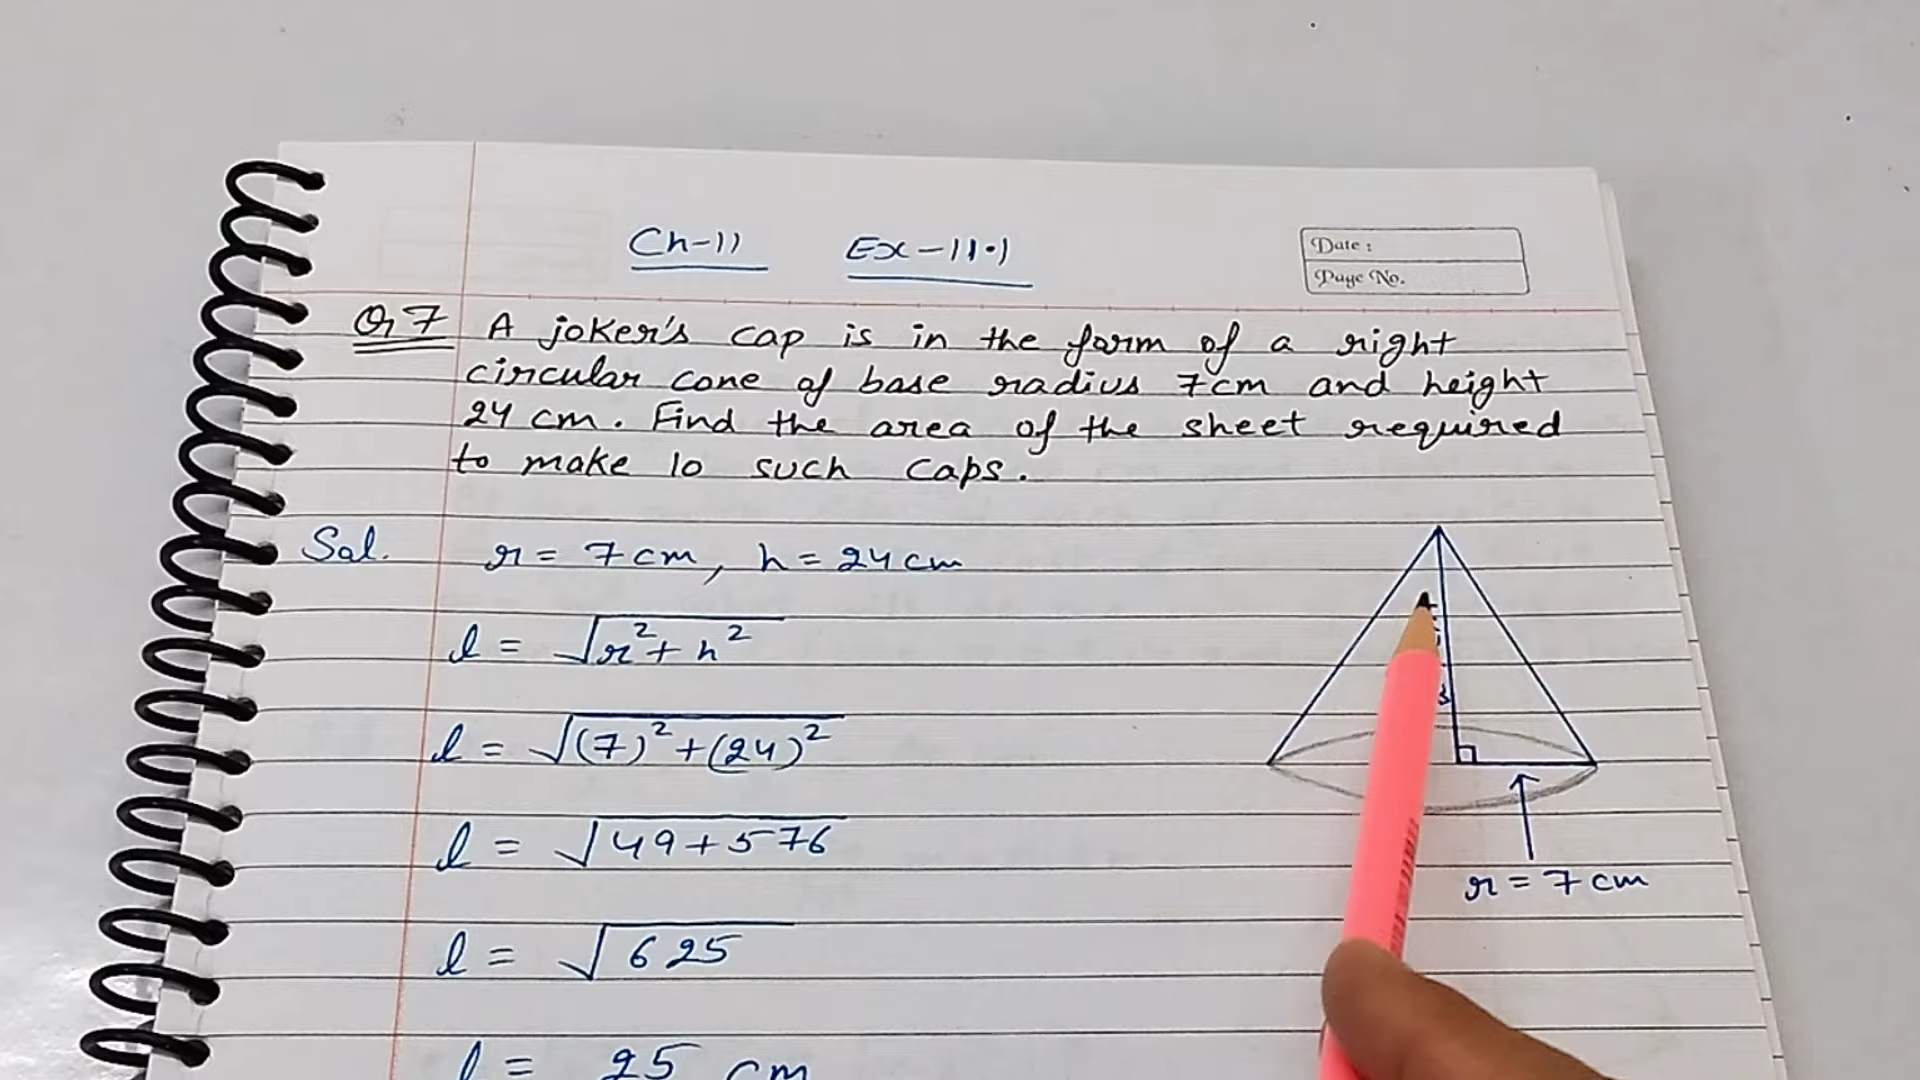 Ch-11 Ex-11.1
Date :
Page No.
Q7 A joker's cap is in the form of a right
circular cone of base radius 7cm and height
24 cm. Find the area of the sheet required
to make 10 such caps.
Sol. r = 7cm, h = 24cm
l = √r²+h²
l = √(7)²+(24)²
l = √49+576
l = √625
l = 25 cm
r = 7cm